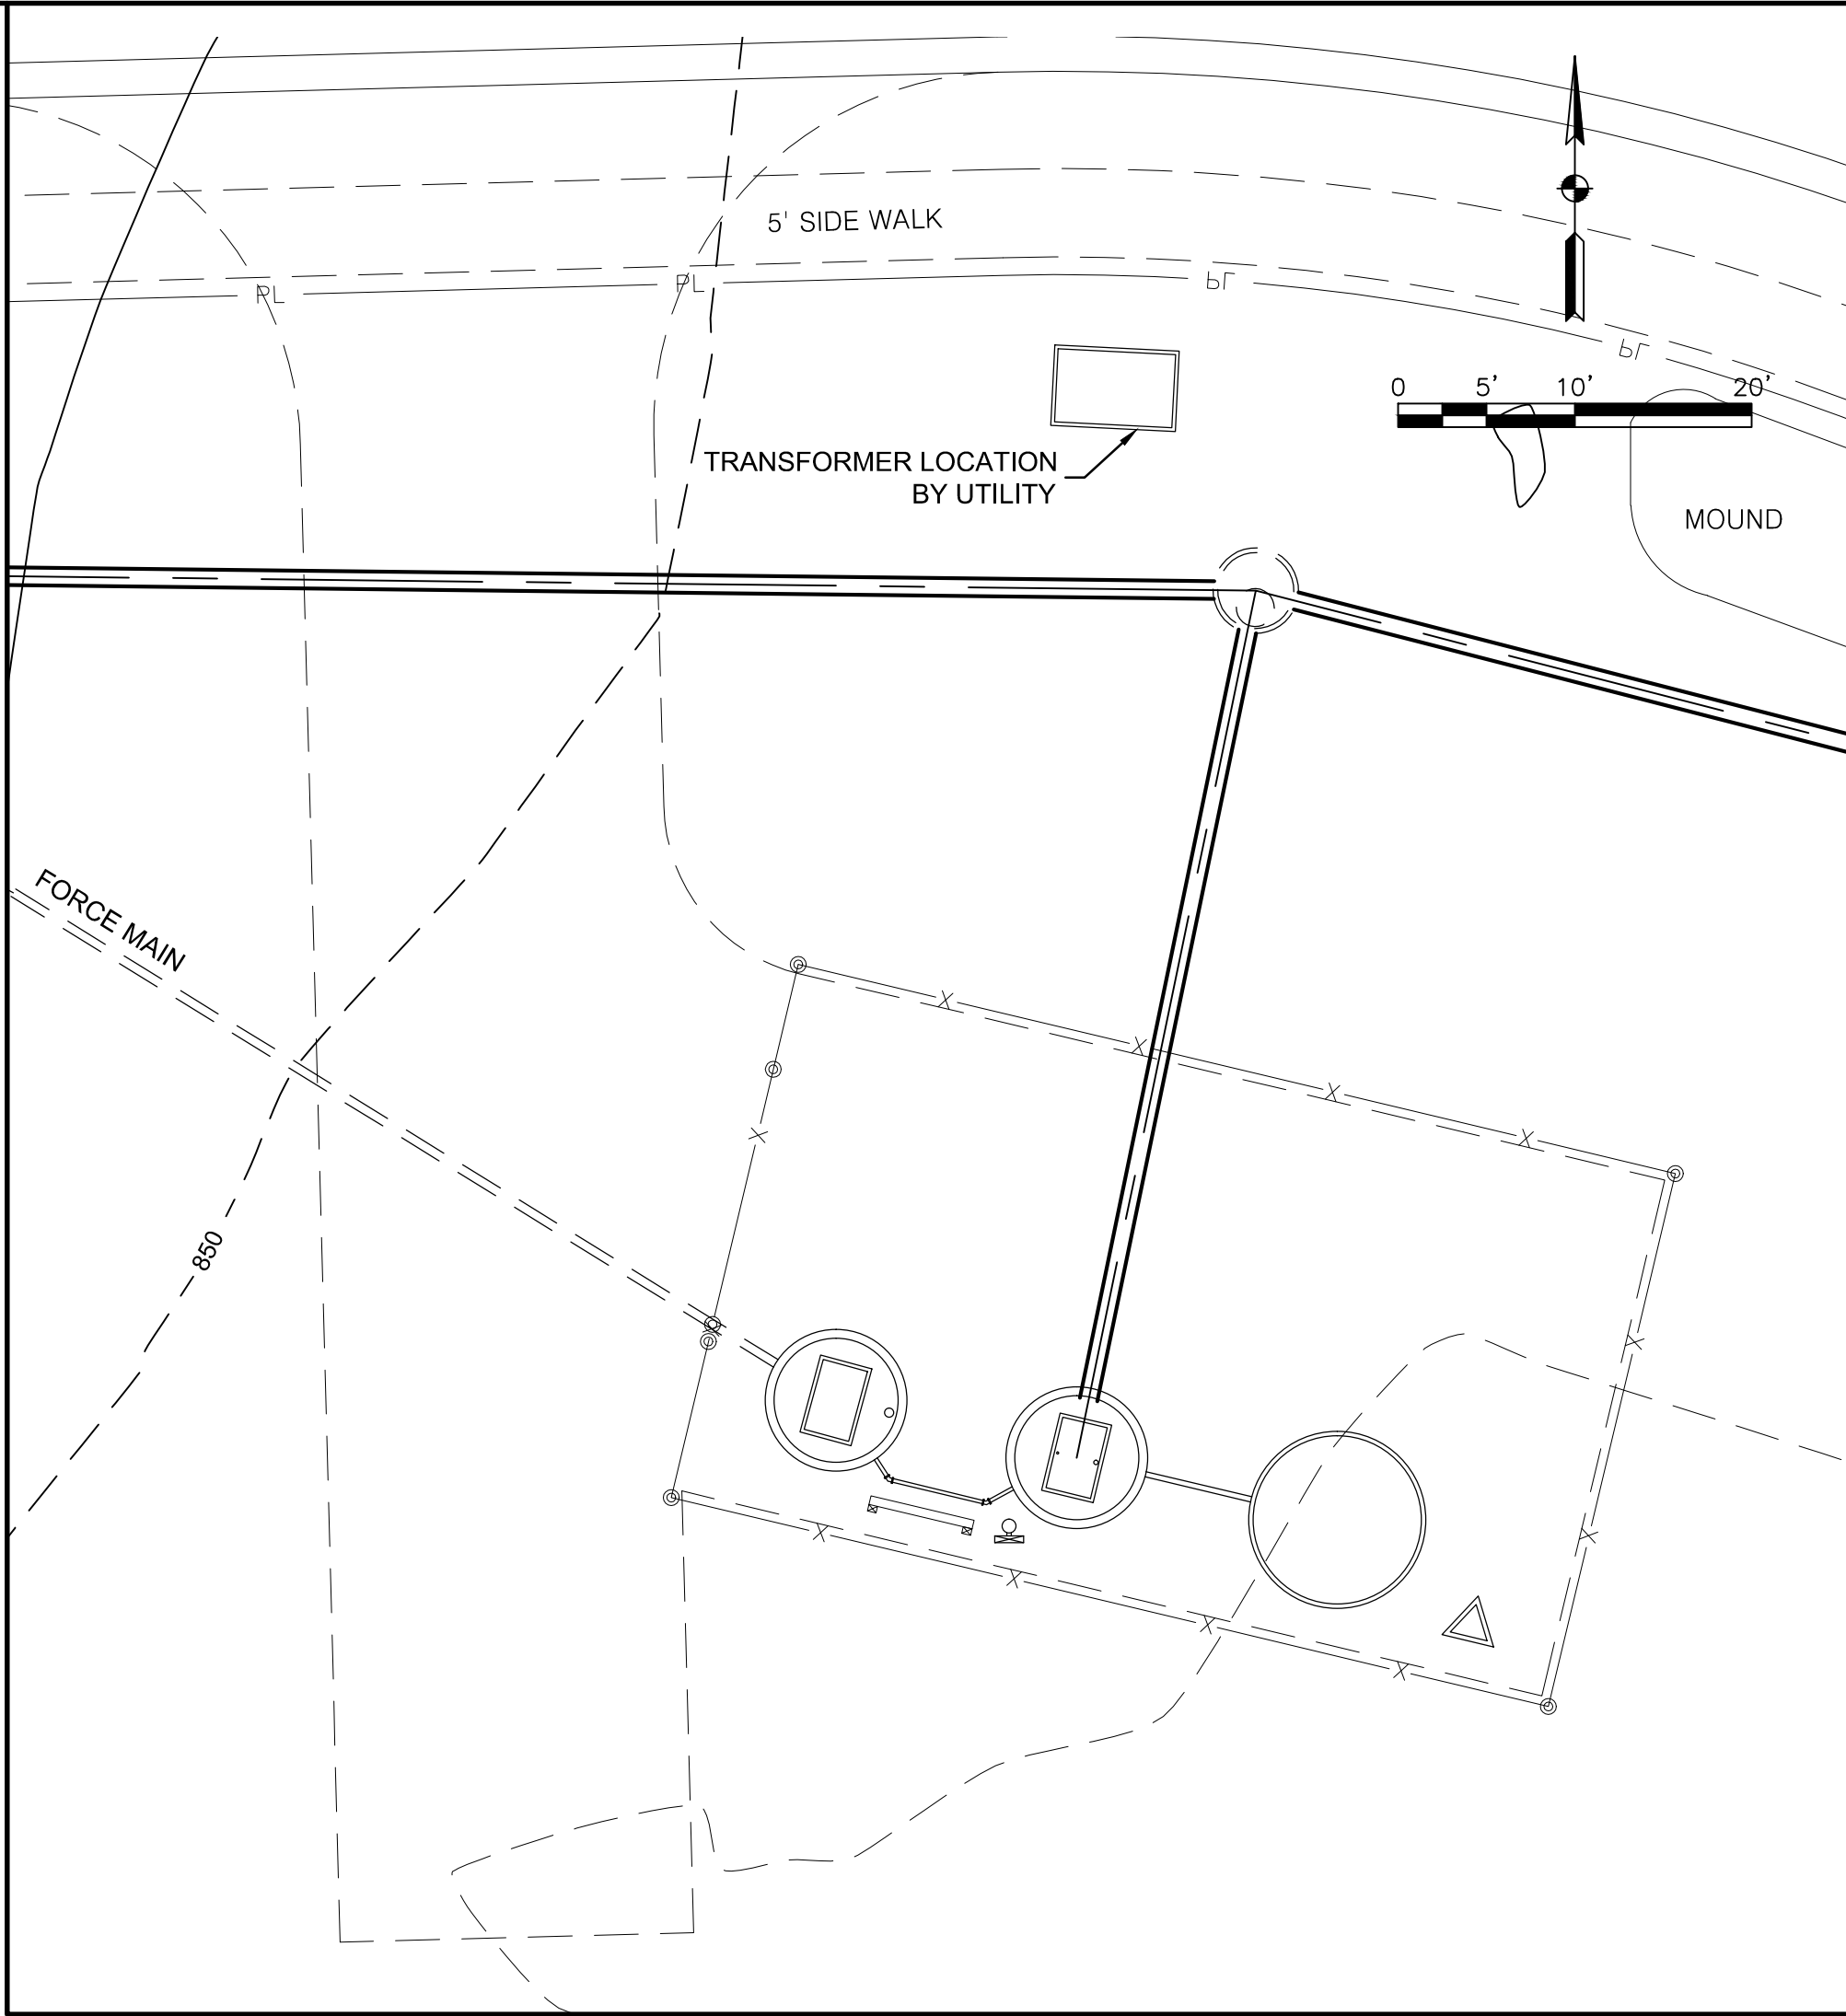 5' SIDE WALK
PL
PL
PL
PL
0 5' 10' 20'
TRANSFORMER LOCATION
BY UTILITY
MOUND
FORCE MAIN
850